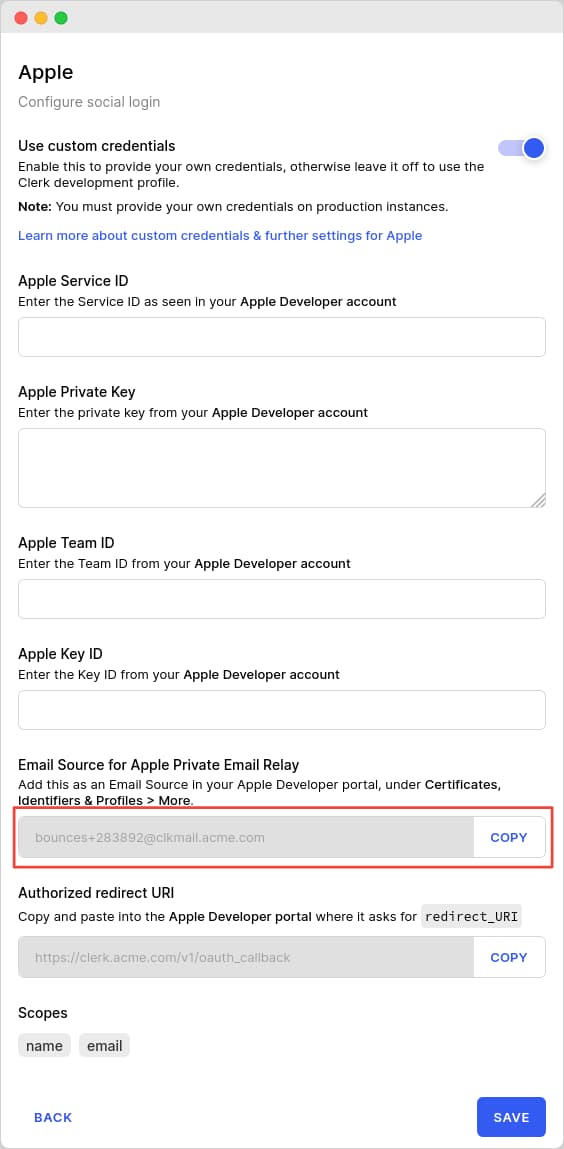 Apple
Configure social login
Use custom credentials
Enable this to provide your own credentials, otherwise leave it off to use the
Clerk development profile.
Note: You must provide your own credentials on production instances.
Learn more about custom credentials & further settings for Apple
Apple Service ID
Enter the Service ID as seen in your Apple Developer account
Apple Private Key
Enter the private key from your Apple Developer account
Apple Team ID
Enter the Team ID from your Apple Developer account
Apple Key ID
Enter the Key ID from your Apple Developer account
Email Source for Apple Private Email Relay
Add this as an Email Source in your Apple Developer portal, under Certificates,
Identifiers & Profiles > More.
bounces+283892@clkmail.acme.com COPY
Authorized redirect URI
Copy and paste into the Apple Developer portal where it asks for redirect_URI
https://clerk.acme.com/v1/oauth_callback COPY
Scopes
name email
BACK SAVE